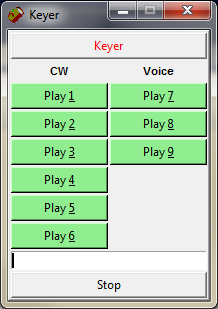 Keyer
Keyer
CW Voice
Play 1 Play 7
Play 2 Play 8
Play 3 Play 9
Play 4
Play 5
Play 6
Stop